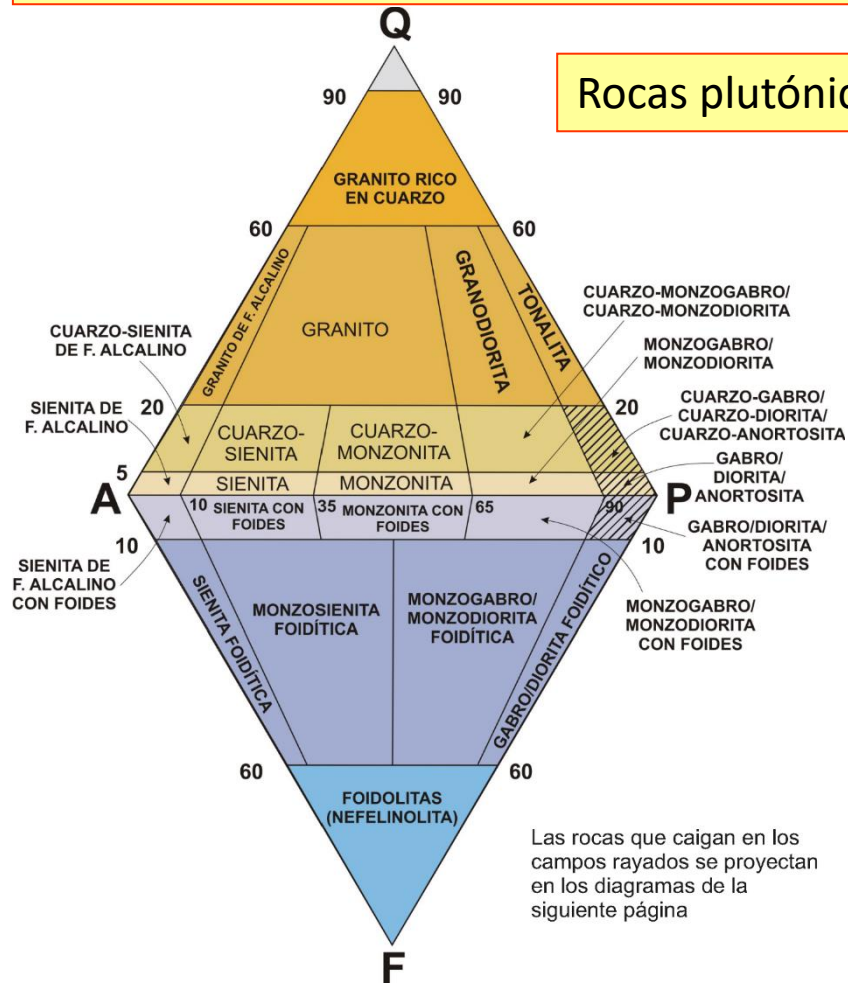 Q
90
90
Rocas plutónic
GRANITO RICO
EN CUARZO
60
60
GRANITO DE F. ALCALINO
GRANITO
GRANODIORITA
TONALITA
CUARZO-MONZOGABRO/
CUARZO-MONZODIORITA
CUARZO-SIENITA
DE F. ALCALINO
MONZOGABRO/
MONZODIORITA
SIENITA DE
F. ALCALINO
20
20
CUARZO-
SIENITA
CUARZO-
MONZONITA
CUARZO-GABRO/
CUARZO-DIORITA/
CUARZO-ANORTOSITA
5
SIENITA
MONZONITA
GABRO/
DIORITA/
ANORTOSITA
A
P
10
SIENITA CON
FOIDES
35
MONZONITA CON
FOIDES
65
90
10
10
GABRO/DIORITA/
ANORTOSITA
CON FOIDES
SIENITA DE
F. ALCALINO
CON FOIDES
MONZOGABRO/
MONZODIORITA
CON FOIDES
SIENITA FOIDÍTICA
MONZOSIENITA
FOIDÍTICA
MONZOGABRO/
MONZODIORITA
FOIDÍTICA
GABRO/DIORITA FOIDÍTICO
60
60
FOIDOLITAS
(NEFELINOLITA)
Las rocas que caigan en los
campos rayados se proyectan
en los diagramas de la
siguiente página
F